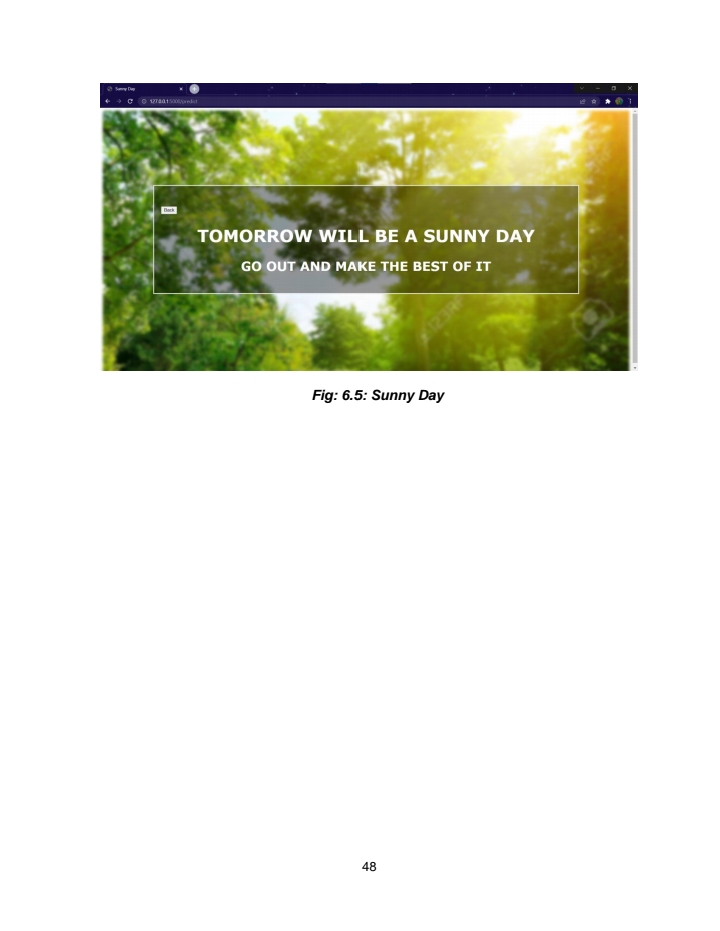 Sunny Day
127.0.0.1:5000/predict
Back
TOMORROW WILL BE A SUNNY DAY
GO OUT AND MAKE THE BEST OF IT
Fig: 6.5: Sunny Day
48